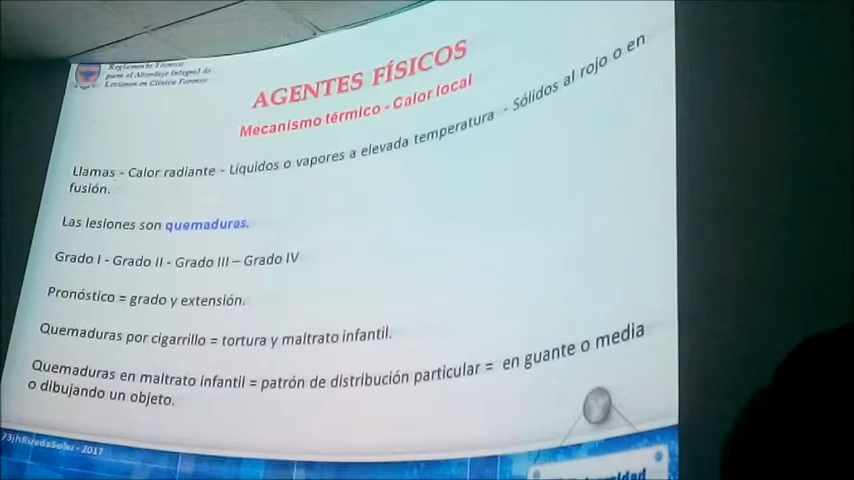 Reglamento Técnico
para el Abordaje Integral de
Lesiones en Clínica Forense
AGENTES FÍSICOS
Mecanismo térmico - Calor local
Llamas - Calor radiante - Líquidos o vapores a elevada temperatura - Sólidos al rojo o en
fusión.
Las lesiones son quemaduras.
Grado I - Grado II - Grado III – Grado IV
Pronóstico = grado y extensión.
Quemaduras por cigarrillo = tortura y maltrato infantil.
Quemaduras en maltrato infantil = patrón de distribución particular = en guante o media
o dibujando un objeto.